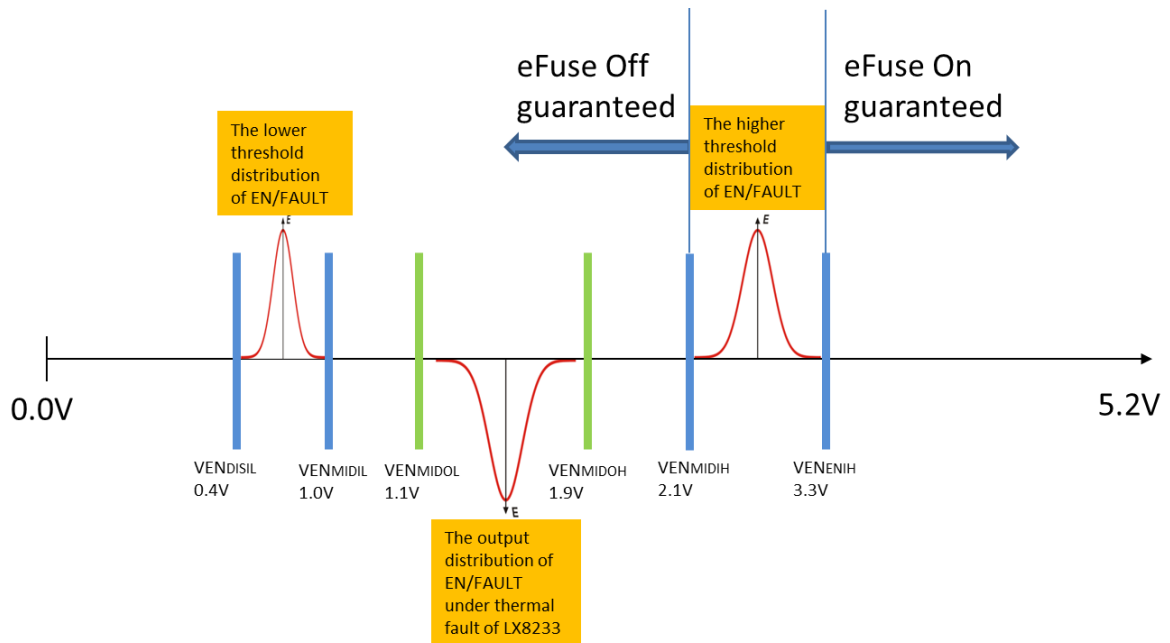 eFuse Off
guaranteed
eFuse On
guaranteed
The lower
threshold
distribution
of EN/FAULT
The higher
threshold
distribution
of EN/FAULT
E
E
0.0V
5.2V
VENDISIL
0.4V
VENMIDIL
1.0V
VENMIDOL
1.1V
VENMIDOH
1.9V
VENMIDIH
2.1V
VENENIH
3.3V
E
The output
distribution of
EN/FAULT
under thermal
fault of LX8233